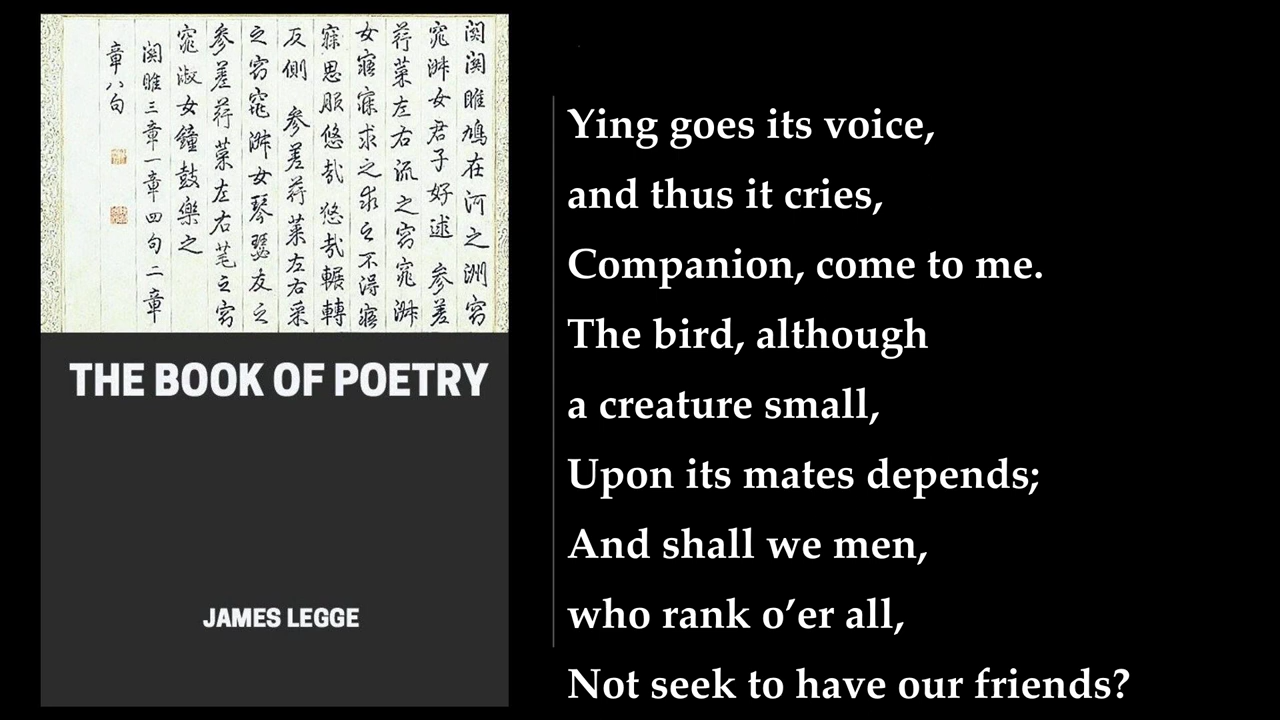 關關雎鳩在河之洲窈
窕淑女君子好逑 參差
荇菜左右流之窈窕淑
女寤寐求之求之不得寤
寐思服悠哉悠哉輾轉
反側 參差荇菜左右采
之窈窕淑女琴瑟友之
參差荇菜左右芼之窈
窕淑女鐘鼓樂之
關雎三章一章四句二章
章八句
THE BOOK OF POETRY
JAMES LEGGE
Ying goes its voice,
and thus it cries,
Companion, come to me.
The bird, although
a creature small,
Upon its mates depends;
And shall we men,
who rank o’er all,
Not seek to have our friends?